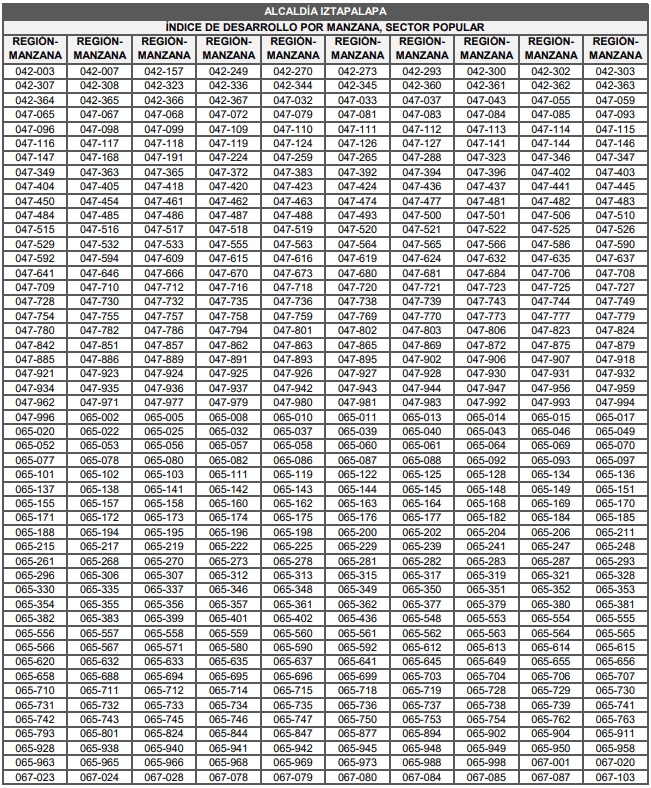 ALCALDÍA IZTAPALAPA
ÍNDICE DE DESARROLLO POR MANZANA, SECTOR POPULAR
REGIÓN- REGIÓN- REGIÓN- REGIÓN- REGIÓN- REGIÓN- REGIÓN- REGIÓN- REGIÓN- REGIÓN-
MANZANA MANZANA MANZANA MANZANA MANZANA MANZANA MANZANA MANZANA MANZANA MANZANA
042-003 042-007 042-157 042-249 042-270 042-273 042-293 042-300 042-302 042-303
042-307 042-308 042-323 042-336 042-344 042-345 042-360 042-361 042-362 042-363
042-364 042-365 042-366 042-367 047-032 047-033 047-037 047-043 047-055 047-059
047-065 047-067 047-068 047-072 047-079 047-081 047-083 047-084 047-085 047-093
047-096 047-098 047-099 047-109 047-110 047-111 047-112 047-113 047-114 047-115
047-116 047-117 047-118 047-119 047-124 047-126 047-127 047-141 047-144 047-146
047-147 047-168 047-191 047-224 047-259 047-265 047-288 047-323 047-346 047-347
047-349 047-363 047-365 047-372 047-383 047-392 047-394 047-396 047-402 047-403
047-404 047-405 047-418 047-420 047-423 047-424 047-436 047-437 047-441 047-445
047-450 047-454 047-461 047-462 047-463 047-474 047-477 047-481 047-482 047-483
047-484 047-485 047-486 047-487 047-488 047-493 047-500 047-501 047-506 047-510
047-515 047-516 047-517 047-518 047-519 047-520 047-521 047-522 047-525 047-526
047-529 047-532 047-533 047-555 047-563 047-564 047-565 047-566 047-586 047-590
047-592 047-594 047-609 047-615 047-616 047-619 047-624 047-632 047-635 047-637
047-641 047-646 047-666 047-670 047-673 047-680 047-681 047-684 047-706 047-708
047-709 047-710 047-712 047-716 047-718 047-720 047-721 047-723 047-725 047-727
047-728 047-730 047-732 047-735 047-736 047-738 047-739 047-743 047-744 047-749
047-754 047-755 047-757 047-758 047-759 047-769 047-770 047-773 047-777 047-779
047-780 047-782 047-786 047-794 047-801 047-802 047-803 047-806 047-823 047-824
047-842 047-851 047-857 047-862 047-863 047-865 047-869 047-872 047-875 047-879
047-885 047-886 047-889 047-891 047-893 047-895 047-902 047-906 047-907 047-918
047-921 047-923 047-924 047-925 047-926 047-927 047-928 047-930 047-931 047-932
047-934 047-935 047-936 047-937 047-942 047-943 047-944 047-947 047-956 047-959
047-962 047-971 047-977 047-979 047-980 047-981 047-983 047-992 047-993 047-994
047-996 065-002 065-005 065-008 065-010 065-011 065-013 065-014 065-015 065-017
065-020 065-022 065-025 065-032 065-037 065-039 065-040 065-043 065-046 065-049
065-052 065-053 065-056 065-057 065-058 065-060 065-061 065-064 065-069 065-070
065-077 065-078 065-080 065-082 065-086 065-087 065-088 065-092 065-093 065-097
065-101 065-102 065-103 065-111 065-119 065-122 065-125 065-128 065-134 065-136
065-137 065-138 065-141 065-142 065-143 065-144 065-145 065-148 065-149 065-151
065-155 065-157 065-158 065-160 065-162 065-163 065-164 065-168 065-169 065-170
065-171 065-172 065-173 065-174 065-175 065-176 065-177 065-182 065-184 065-185
065-188 065-194 065-195 065-196 065-198 065-200 065-202 065-204 065-206 065-211
065-215 065-217 065-219 065-222 065-225 065-229 065-239 065-241 065-247 065-248
065-261 065-268 065-270 065-273 065-278 065-281 065-282 065-283 065-287 065-293
065-296 065-306 065-307 065-312 065-313 065-315 065-317 065-319 065-321 065-328
065-330 065-335 065-337 065-346 065-348 065-349 065-350 065-351 065-352 065-353
065-354 065-355 065-356 065-357 065-361 065-362 065-377 065-379 065-380 065-381
065-382 065-383 065-399 065-401 065-402 065-436 065-548 065-553 065-554 065-555
065-556 065-557 065-558 065-559 065-560 065-561 065-562 065-563 065-564 065-565
065-566 065-567 065-571 065-580 065-590 065-592 065-612 065-613 065-614 065-615
065-620 065-632 065-633 065-635 065-637 065-641 065-645 065-649 065-655 065-656
065-658 065-688 065-694 065-695 065-696 065-699 065-703 065-704 065-706 065-707
065-710 065-711 065-712 065-714 065-715 065-718 065-719 065-728 065-729 065-730
065-731 065-732 065-733 065-734 065-735 065-736 065-737 065-738 065-739 065-741
065-742 065-743 065-745 065-746 065-747 065-750 065-753 065-754 065-762 065-763
065-793 065-801 065-824 065-844 065-847 065-877 065-894 065-902 065-904 065-911
065-928 065-938 065-940 065-941 065-942 065-945 065-948 065-949 065-950 065-958
065-963 065-965 065-966 065-968 065-969 065-973 065-988 065-998 067-001 067-020
067-023 067-024 067-028 067-078 067-079 067-080 067-084 067-085 067-087 067-103